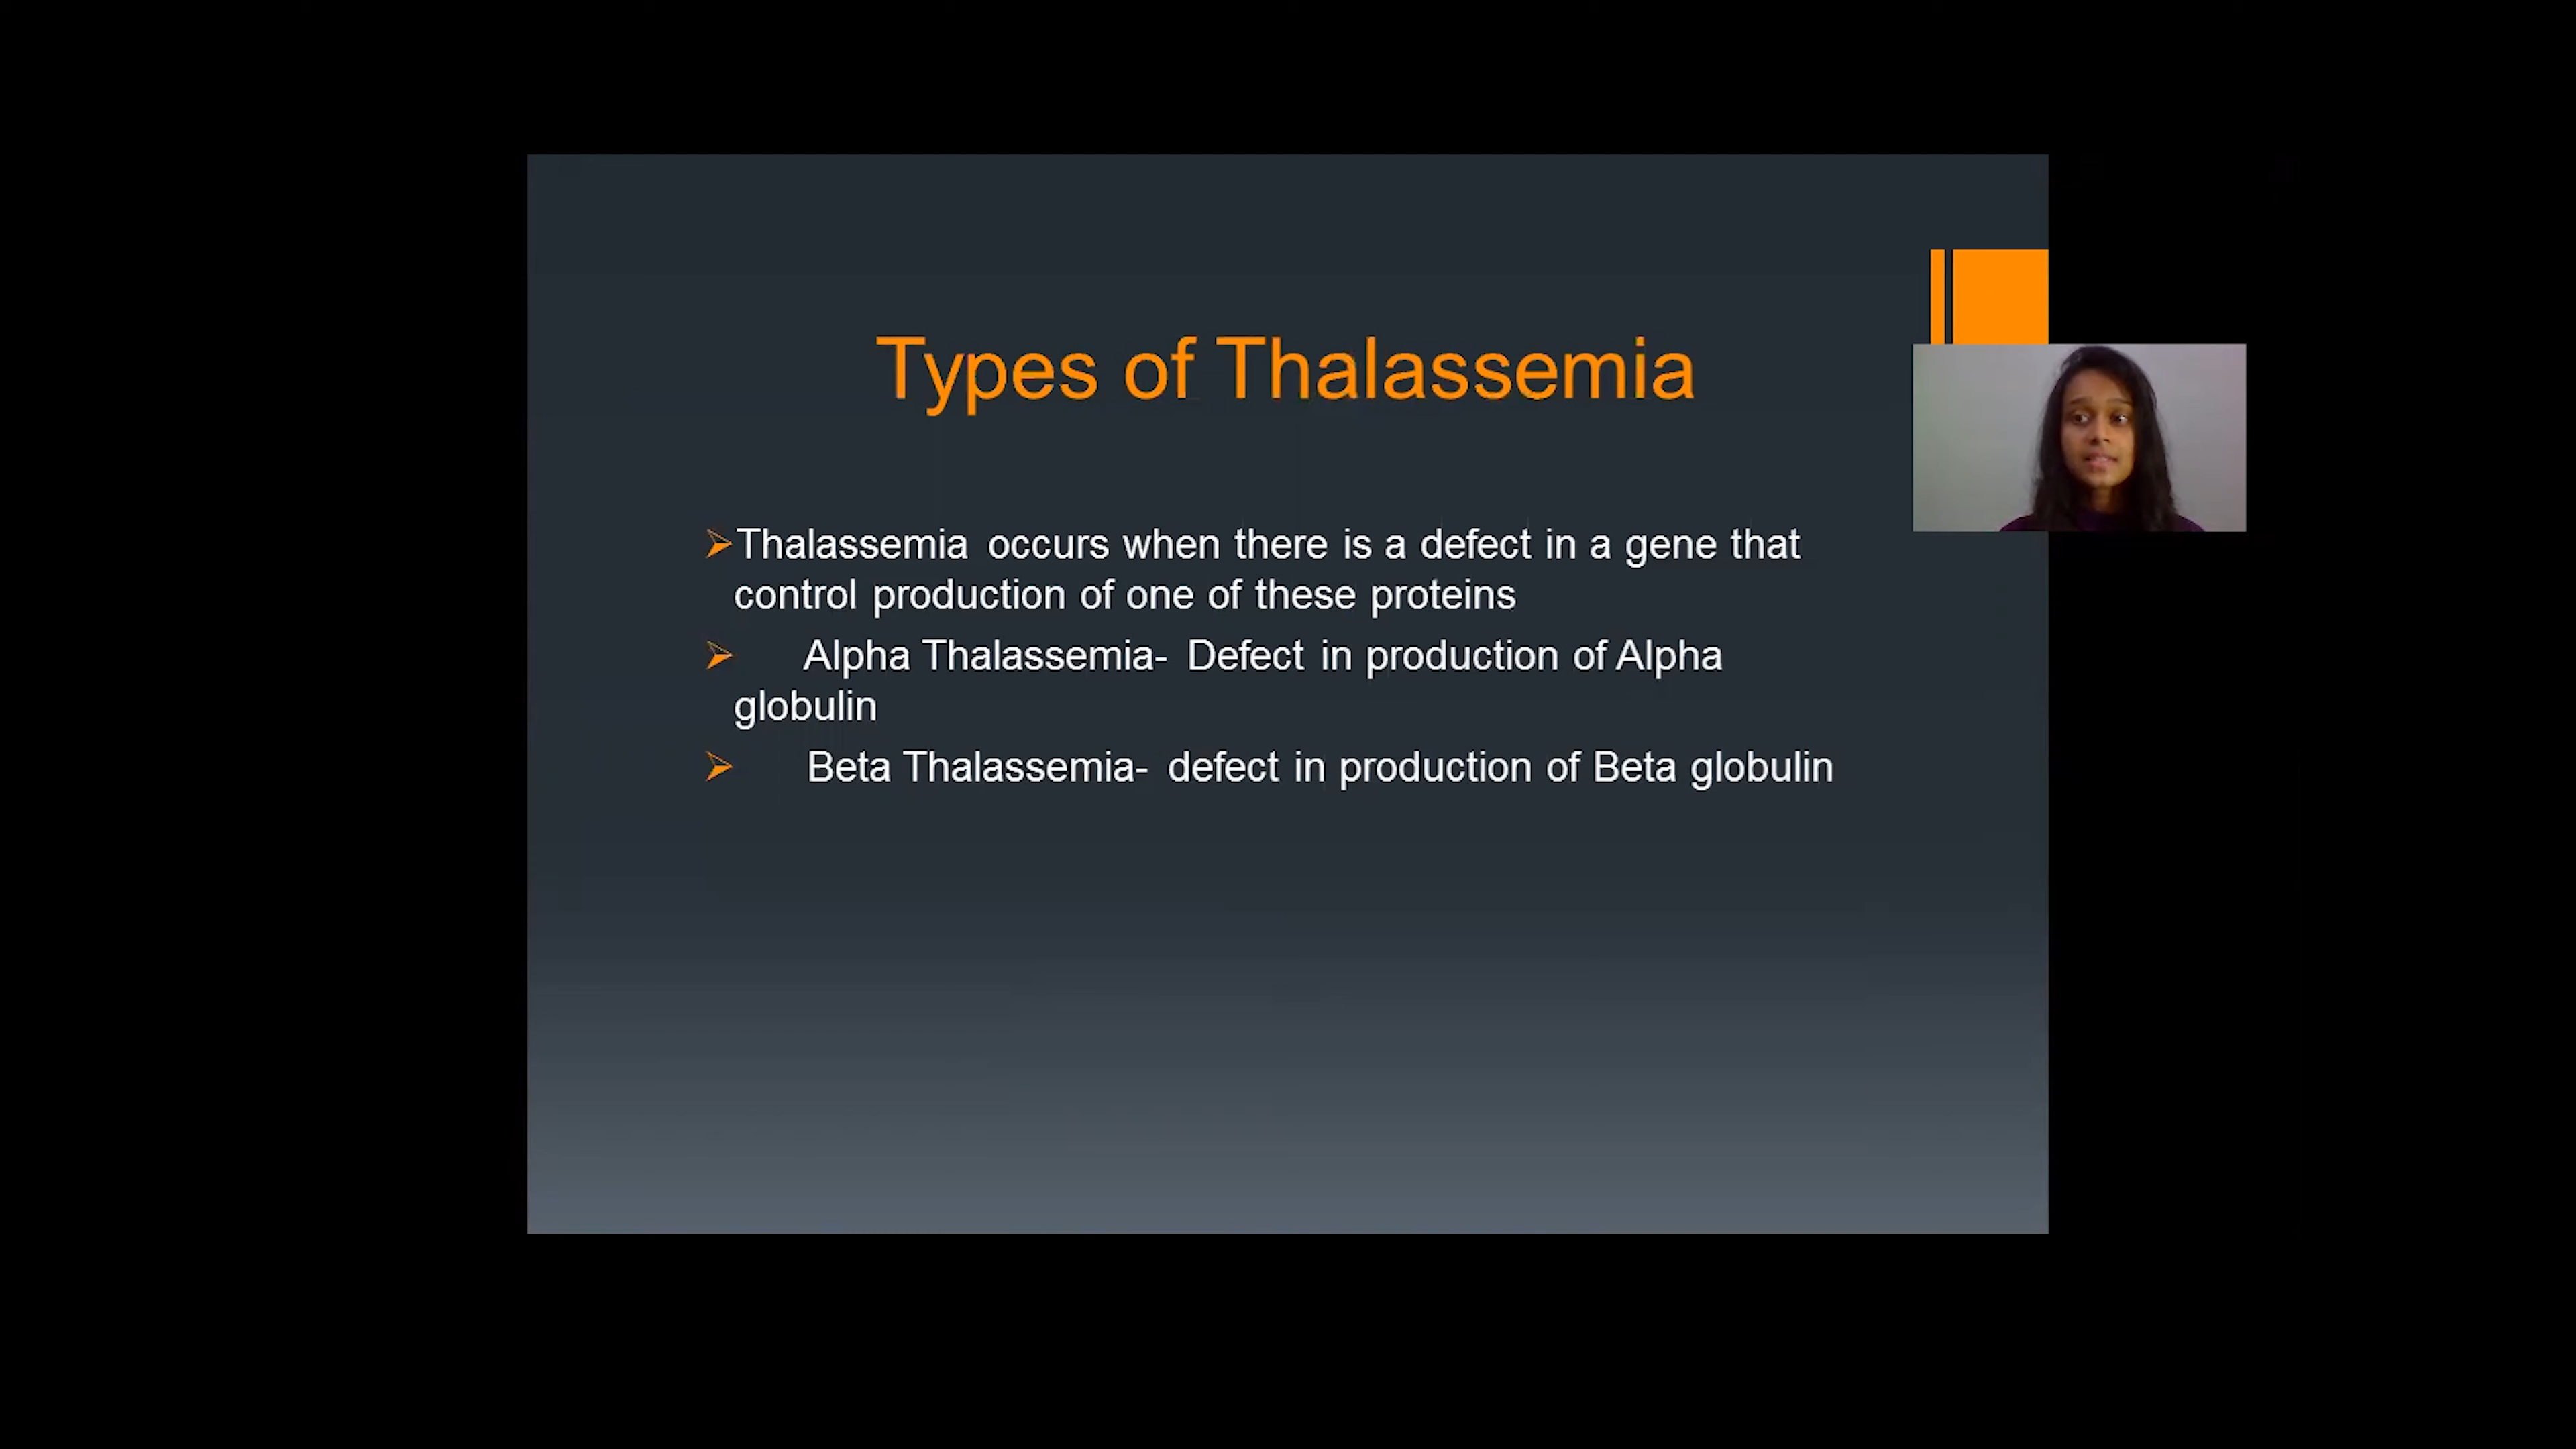 Types of Thalassemia
Thalassemia occurs when there is a defect in a gene that
control production of one of these proteins
Alpha Thalassemia- Defect in production of Alpha
globulin
Beta Thalassemia- defect in production of Beta globulin